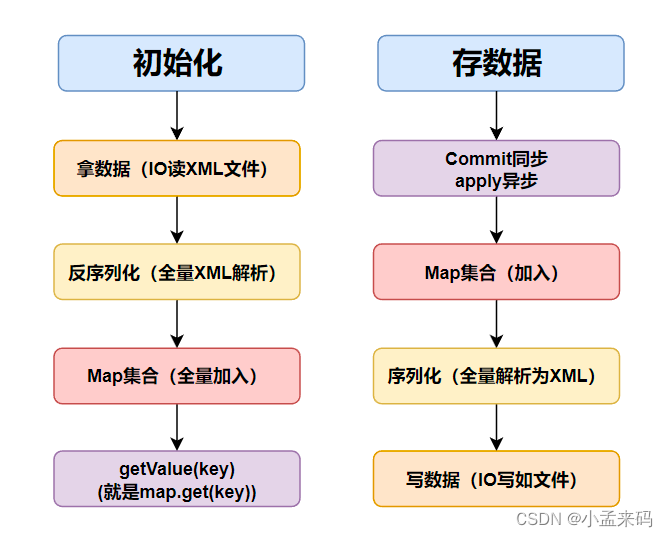 初始化
拿数据（IO读XML文件）
反序列化（全量XML解析）
Map集合（全量加入）
getValue(key)
(就是map.get(key))
存数据
Commit同步
apply异步
Map集合（加入）
序列化（全量解析为XML）
写数据（IO写如文件）
CSDN @小孟来码